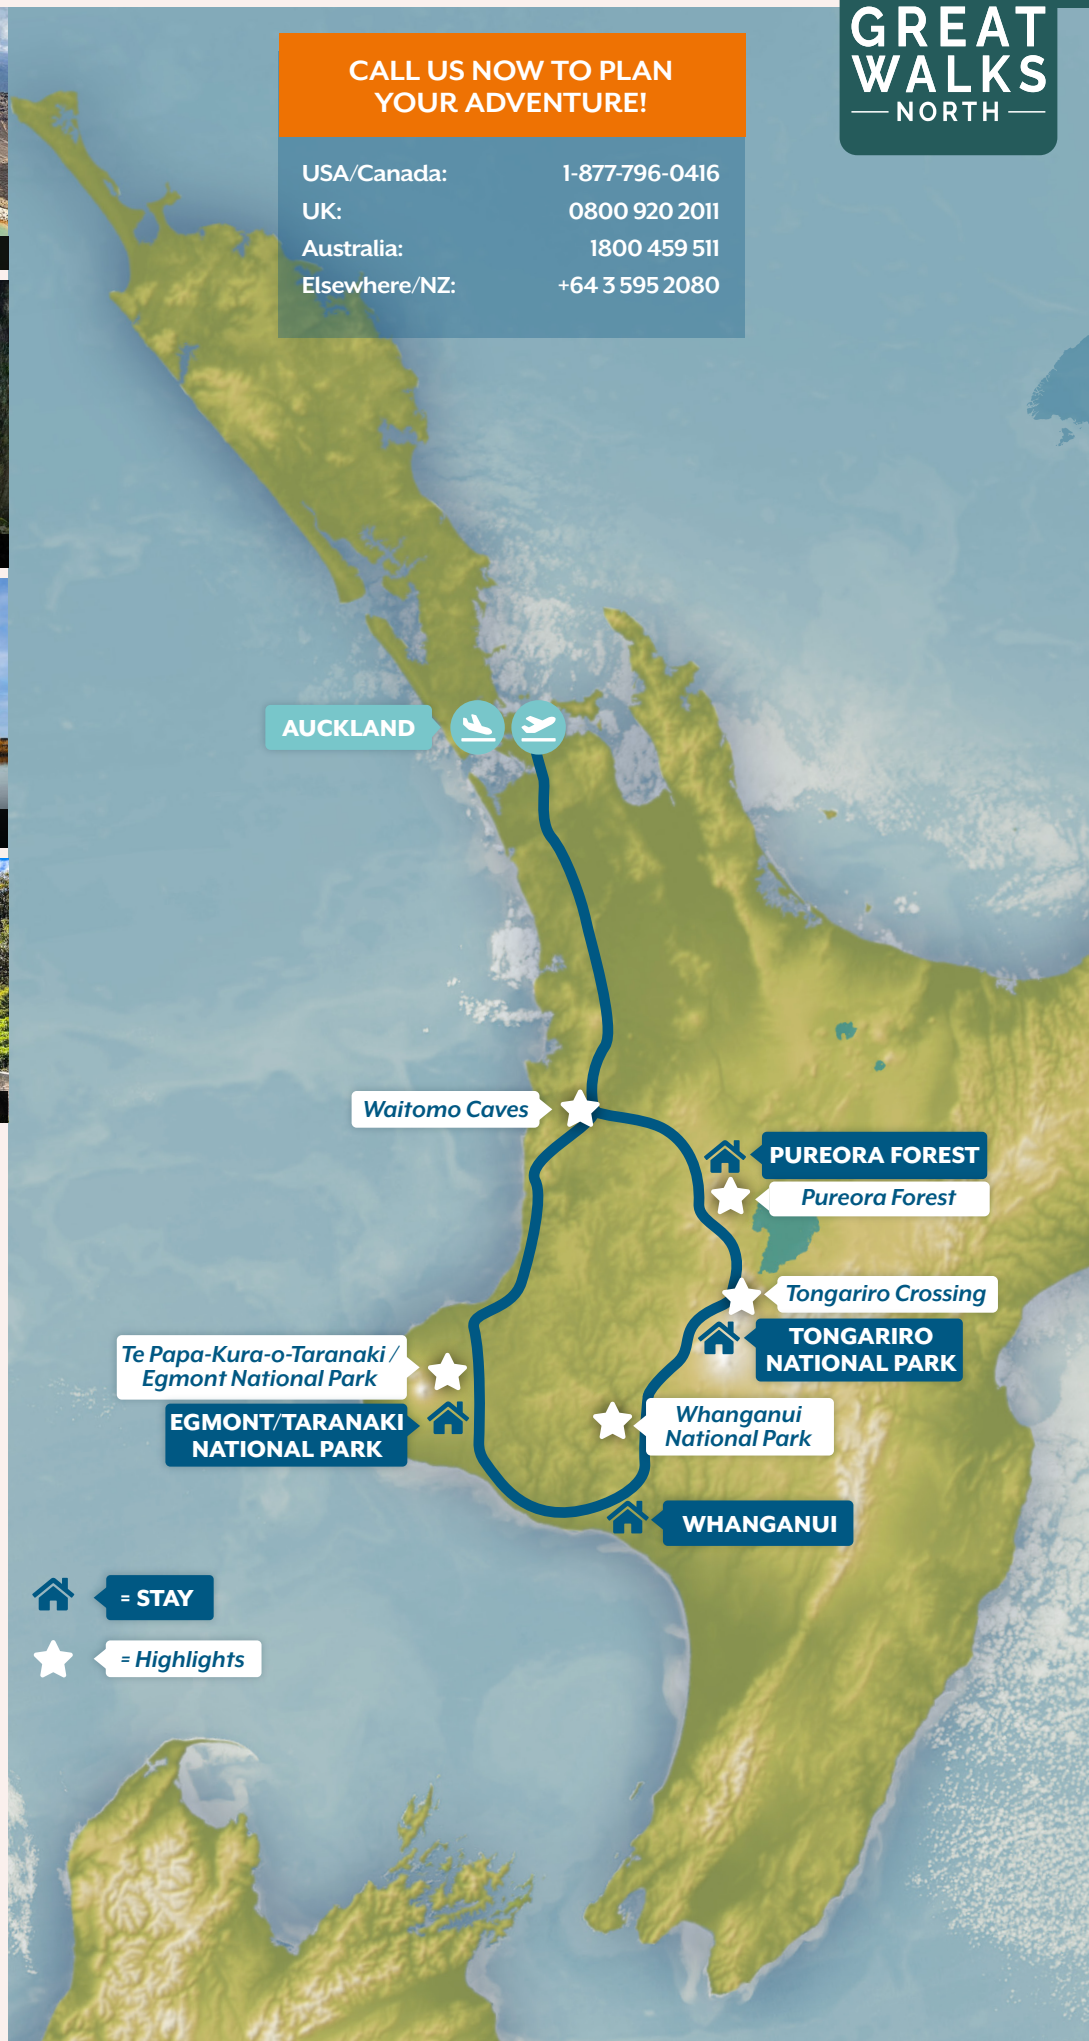 GREAT
WALKS
NORTH
CALL US NOW TO PLAN
YOUR ADVENTURE!
USA/Canada: 1-877-796-0416
UK: 0800 920 2011
Australia: 1800 459 511
Elsewhere/NZ: +64 3 595 2080
AUCKLAND
Waitomo Caves
PUREORA FOREST
Pureora Forest
Tongariro Crossing
TONGARIRO
NATIONAL PARK
Te Papa-Kura-o-Taranaki /
Egmont National Park
EGMONT/TARANAKI
NATIONAL PARK
Whanganui
National Park
WHANGANUI
= STAY
= Highlights